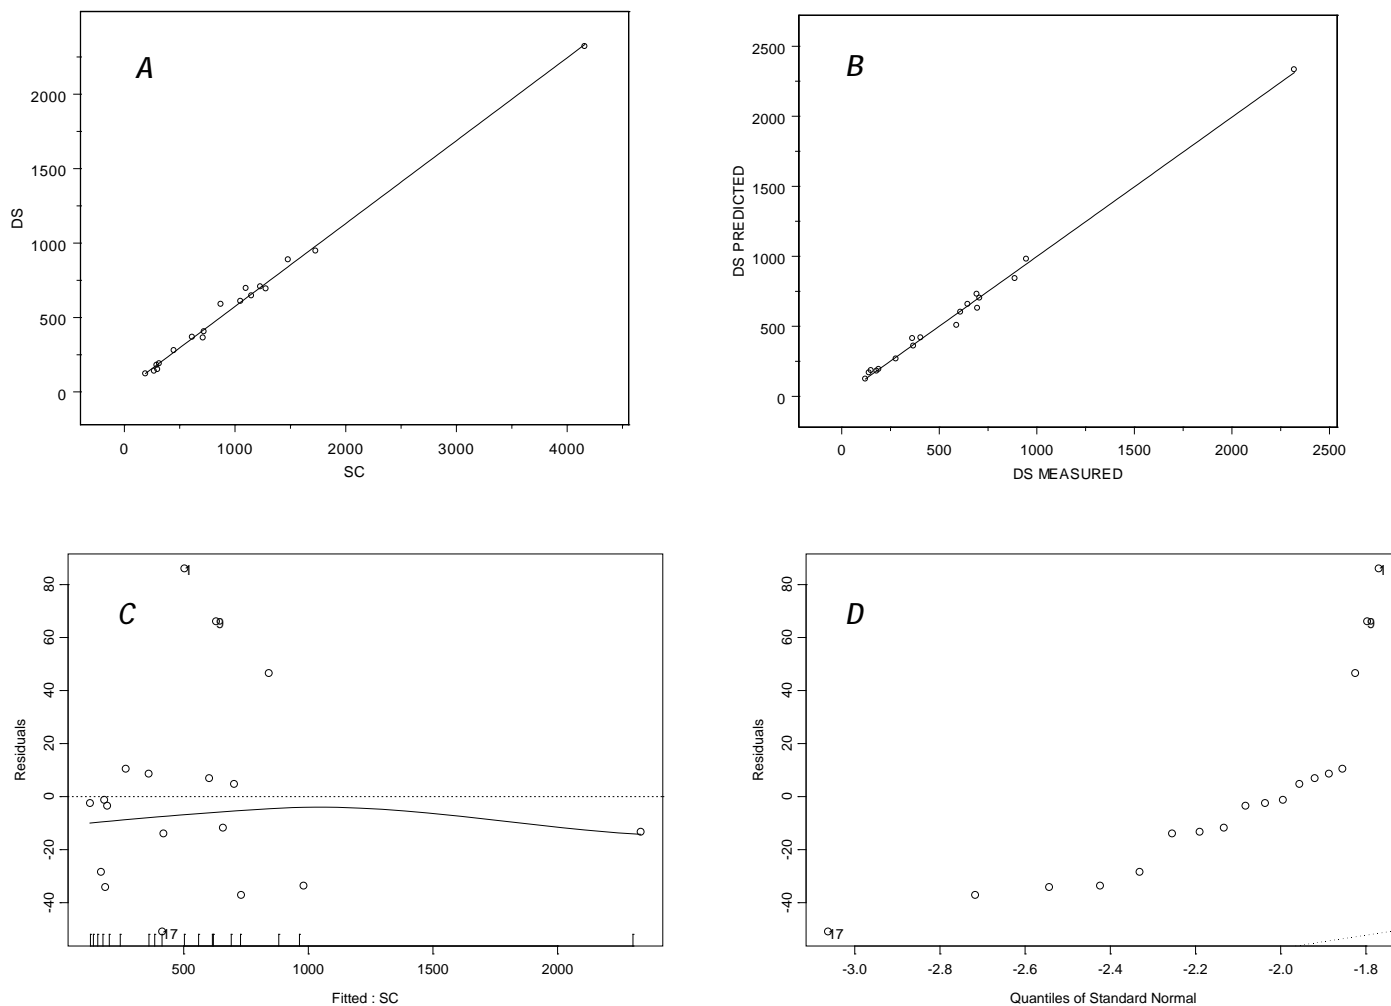 A
2000
1500
1000
500
0
DS
0 1000 2000 3000 4000
SC
B
2500
2000
1500
1000
500
0
DS PREDICTED
0 500 1000 1500 2000 2500
DS MEASURED
C
80
60
40
20
0
-20
-40
Residuals
1
17
500 1000 1500 2000
Fitted : SC
D
80
60
40
20
0
-20
-40
Residuals
1
17
-3.0 -2.8 -2.6 -2.4 -2.2 -2.0 -1.8
Quantiles of Standard Normal